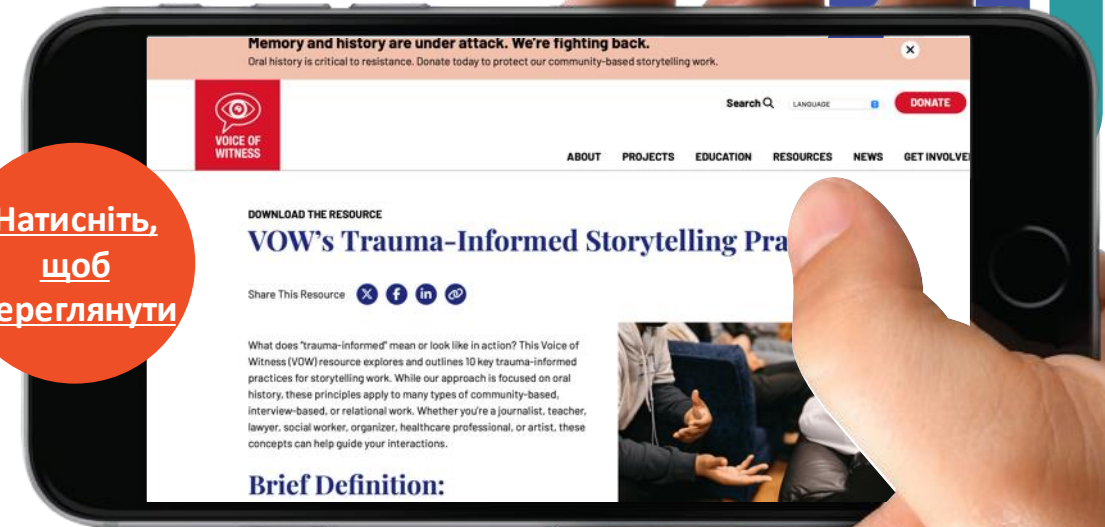 Memory and history are under attack. We're fighting back.
Oral history is critical to resistance. Donate today to protect our community-based storytelling work.
Search
LANGUAGE
DONATE
VOICE OF
WITNESS
ABOUT PROJECTS EDUCATION RESOURCES NEWS GET INVOLVE
DOWNLOAD THE RESOURCE
VOW's Trauma-Informed Storytelling Pra
Натисніть,
щоб
ереглянути
Share This Resource
What does "trauma-informed" mean or look like in action? This Voice of
Witness (VOW) resource explores and outlines 10 key trauma-informed
practices for storytelling work. While our approach is focused on oral
history, these principles apply to many types of community-based,
interview-based, or relational work. Whether you're a journalist, teacher,
lawyer, social worker, organizer, healthcare professional, or artist, these
concepts can help guide your interactions.
Brief Definition: